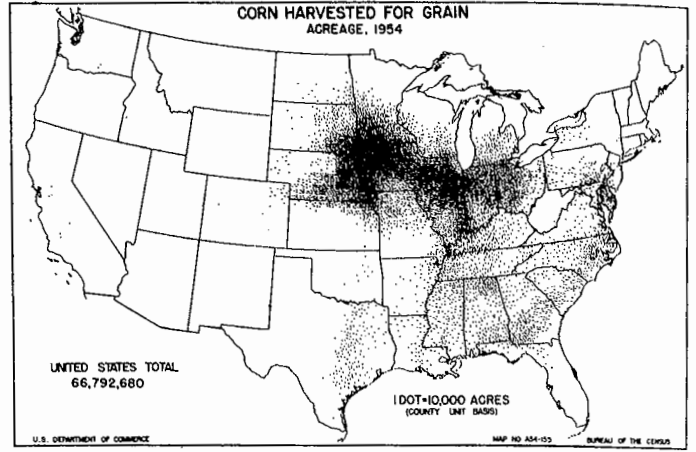 CORN HARVESTED FOR GRAIN
ACREAGE, 1954
UNITED STATES TOTAL
66,792,680
1 DOT=10,000 ACRES
(COUNTY UNIT BASIS)
U.S. DEPARTMENT OF COMMERCE
MAP NO A54-155
BUREAU OF THE CENSUS